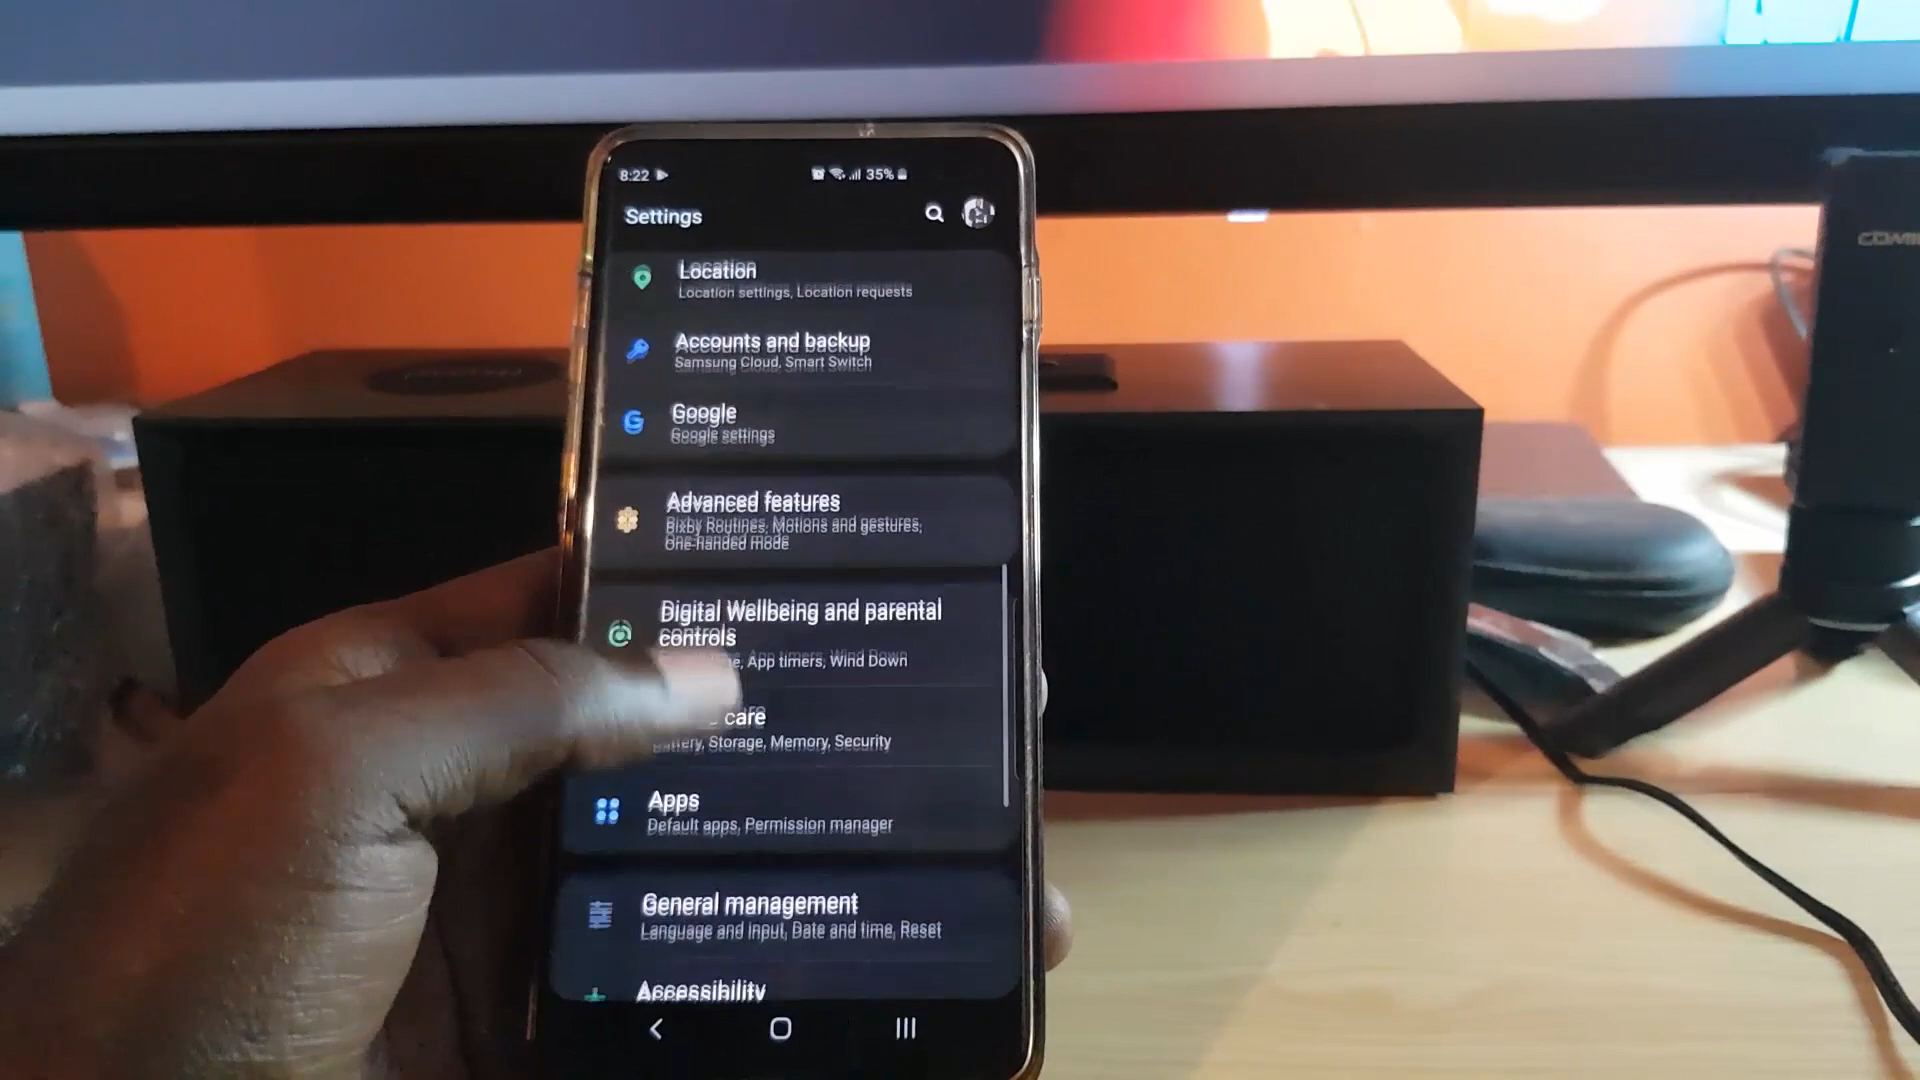 8:22
35%
Settings
Location
Location settings, Location requests
Accounts and backup
Samsung Cloud, Smart Switch
Google
Google settings
Advanced features
Bixby Routines, Motions and gestures,
One-handed mode
Digital Wellbeing and parental
controls
App timers, Wind Down
care
Storage, Memory, Security
Apps
Default apps, Permission manager
General management
Language and input, Date and time, Reset
Accessibility